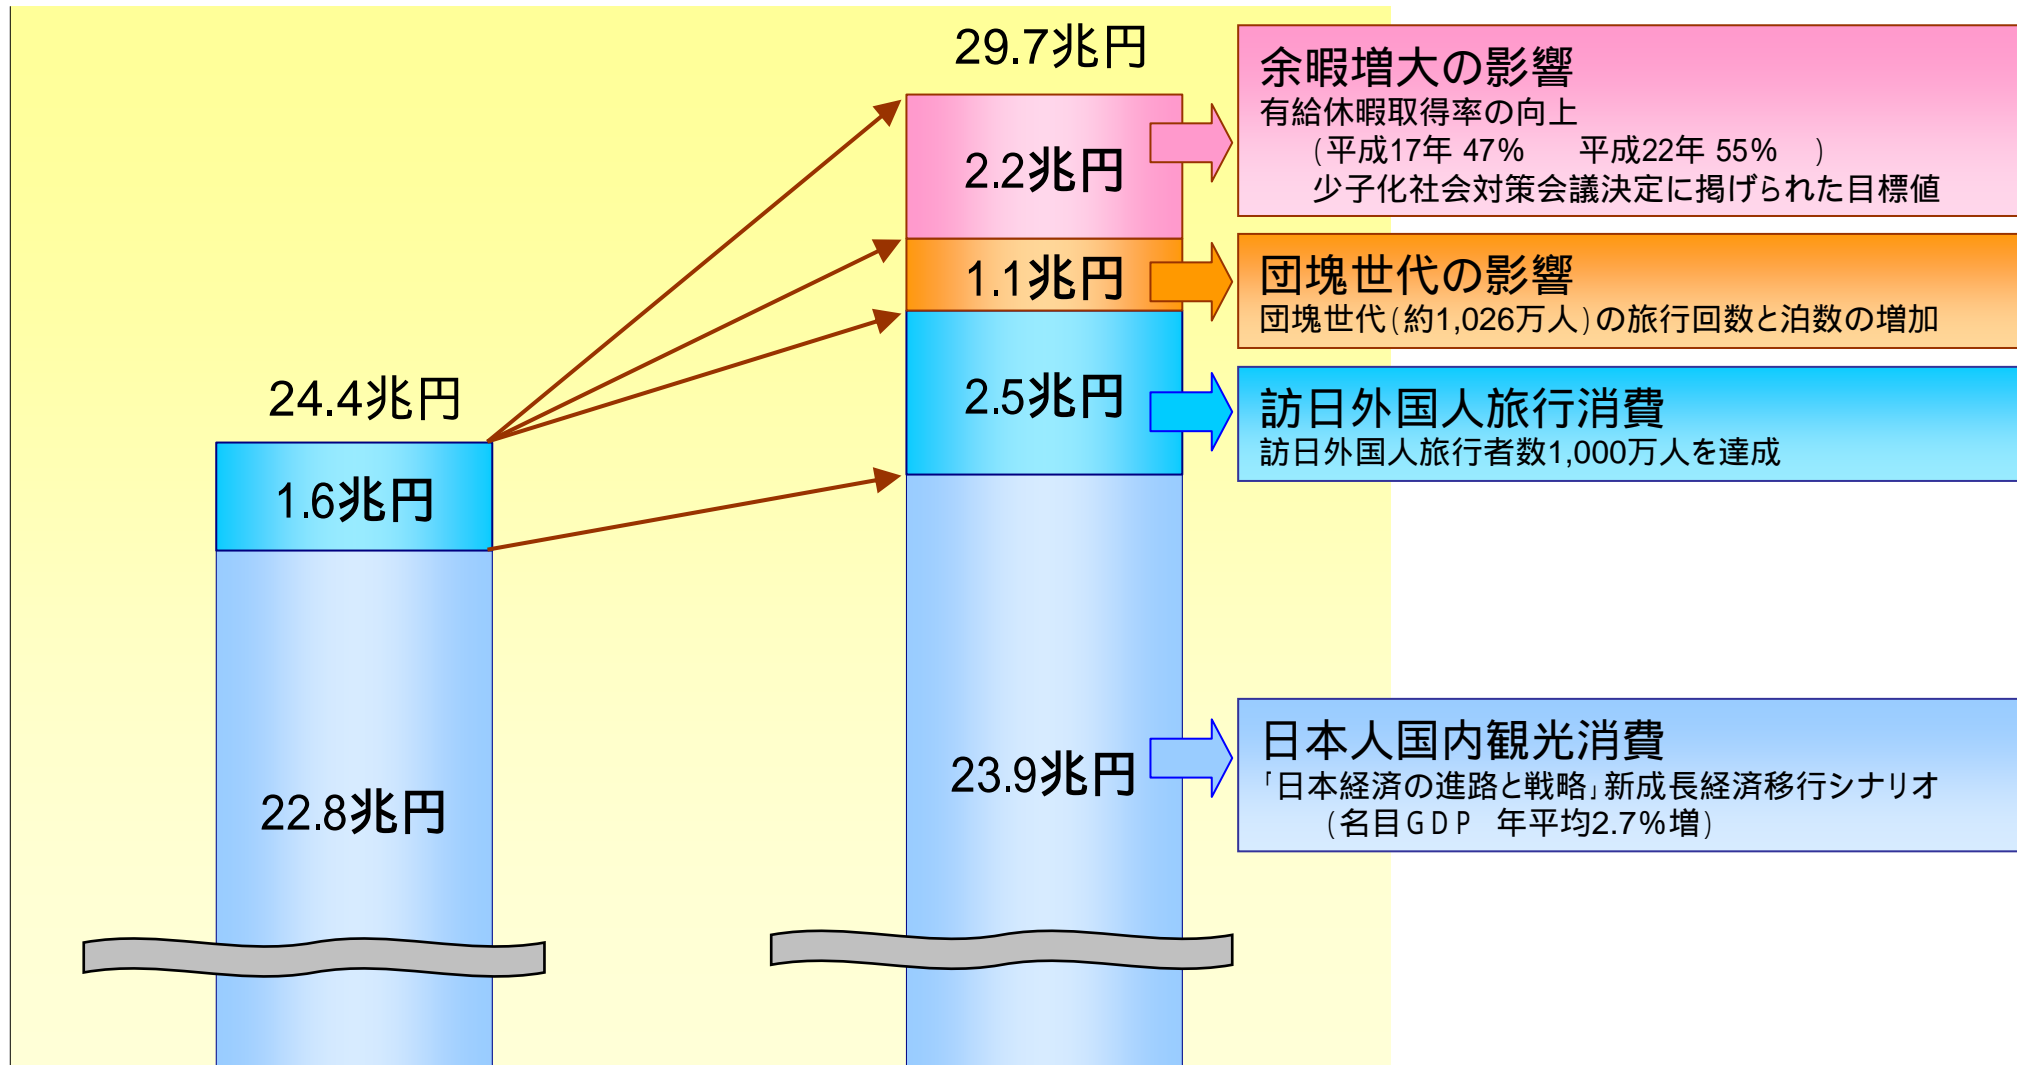 29.7兆円
余暇増大の影響
有給休暇取得率の向上
(平成17年 47%　平成22年 55%　)
少子化社会対策会議決定に掲げられた目標値
2.2兆円
団塊世代の影響
団塊世代(約1,026万人)の旅行回数と泊数の増加
1.1兆円
24.4兆円
訪日外国人旅行消費
訪日外国人旅行者数1,000万人を達成
2.5兆円
1.6兆円
日本人国内観光消費
「日本経済の進路と戦略」新成長経済移行シナリオ
(名目GDP　年平均2.7%増)
23.9兆円
22.8兆円